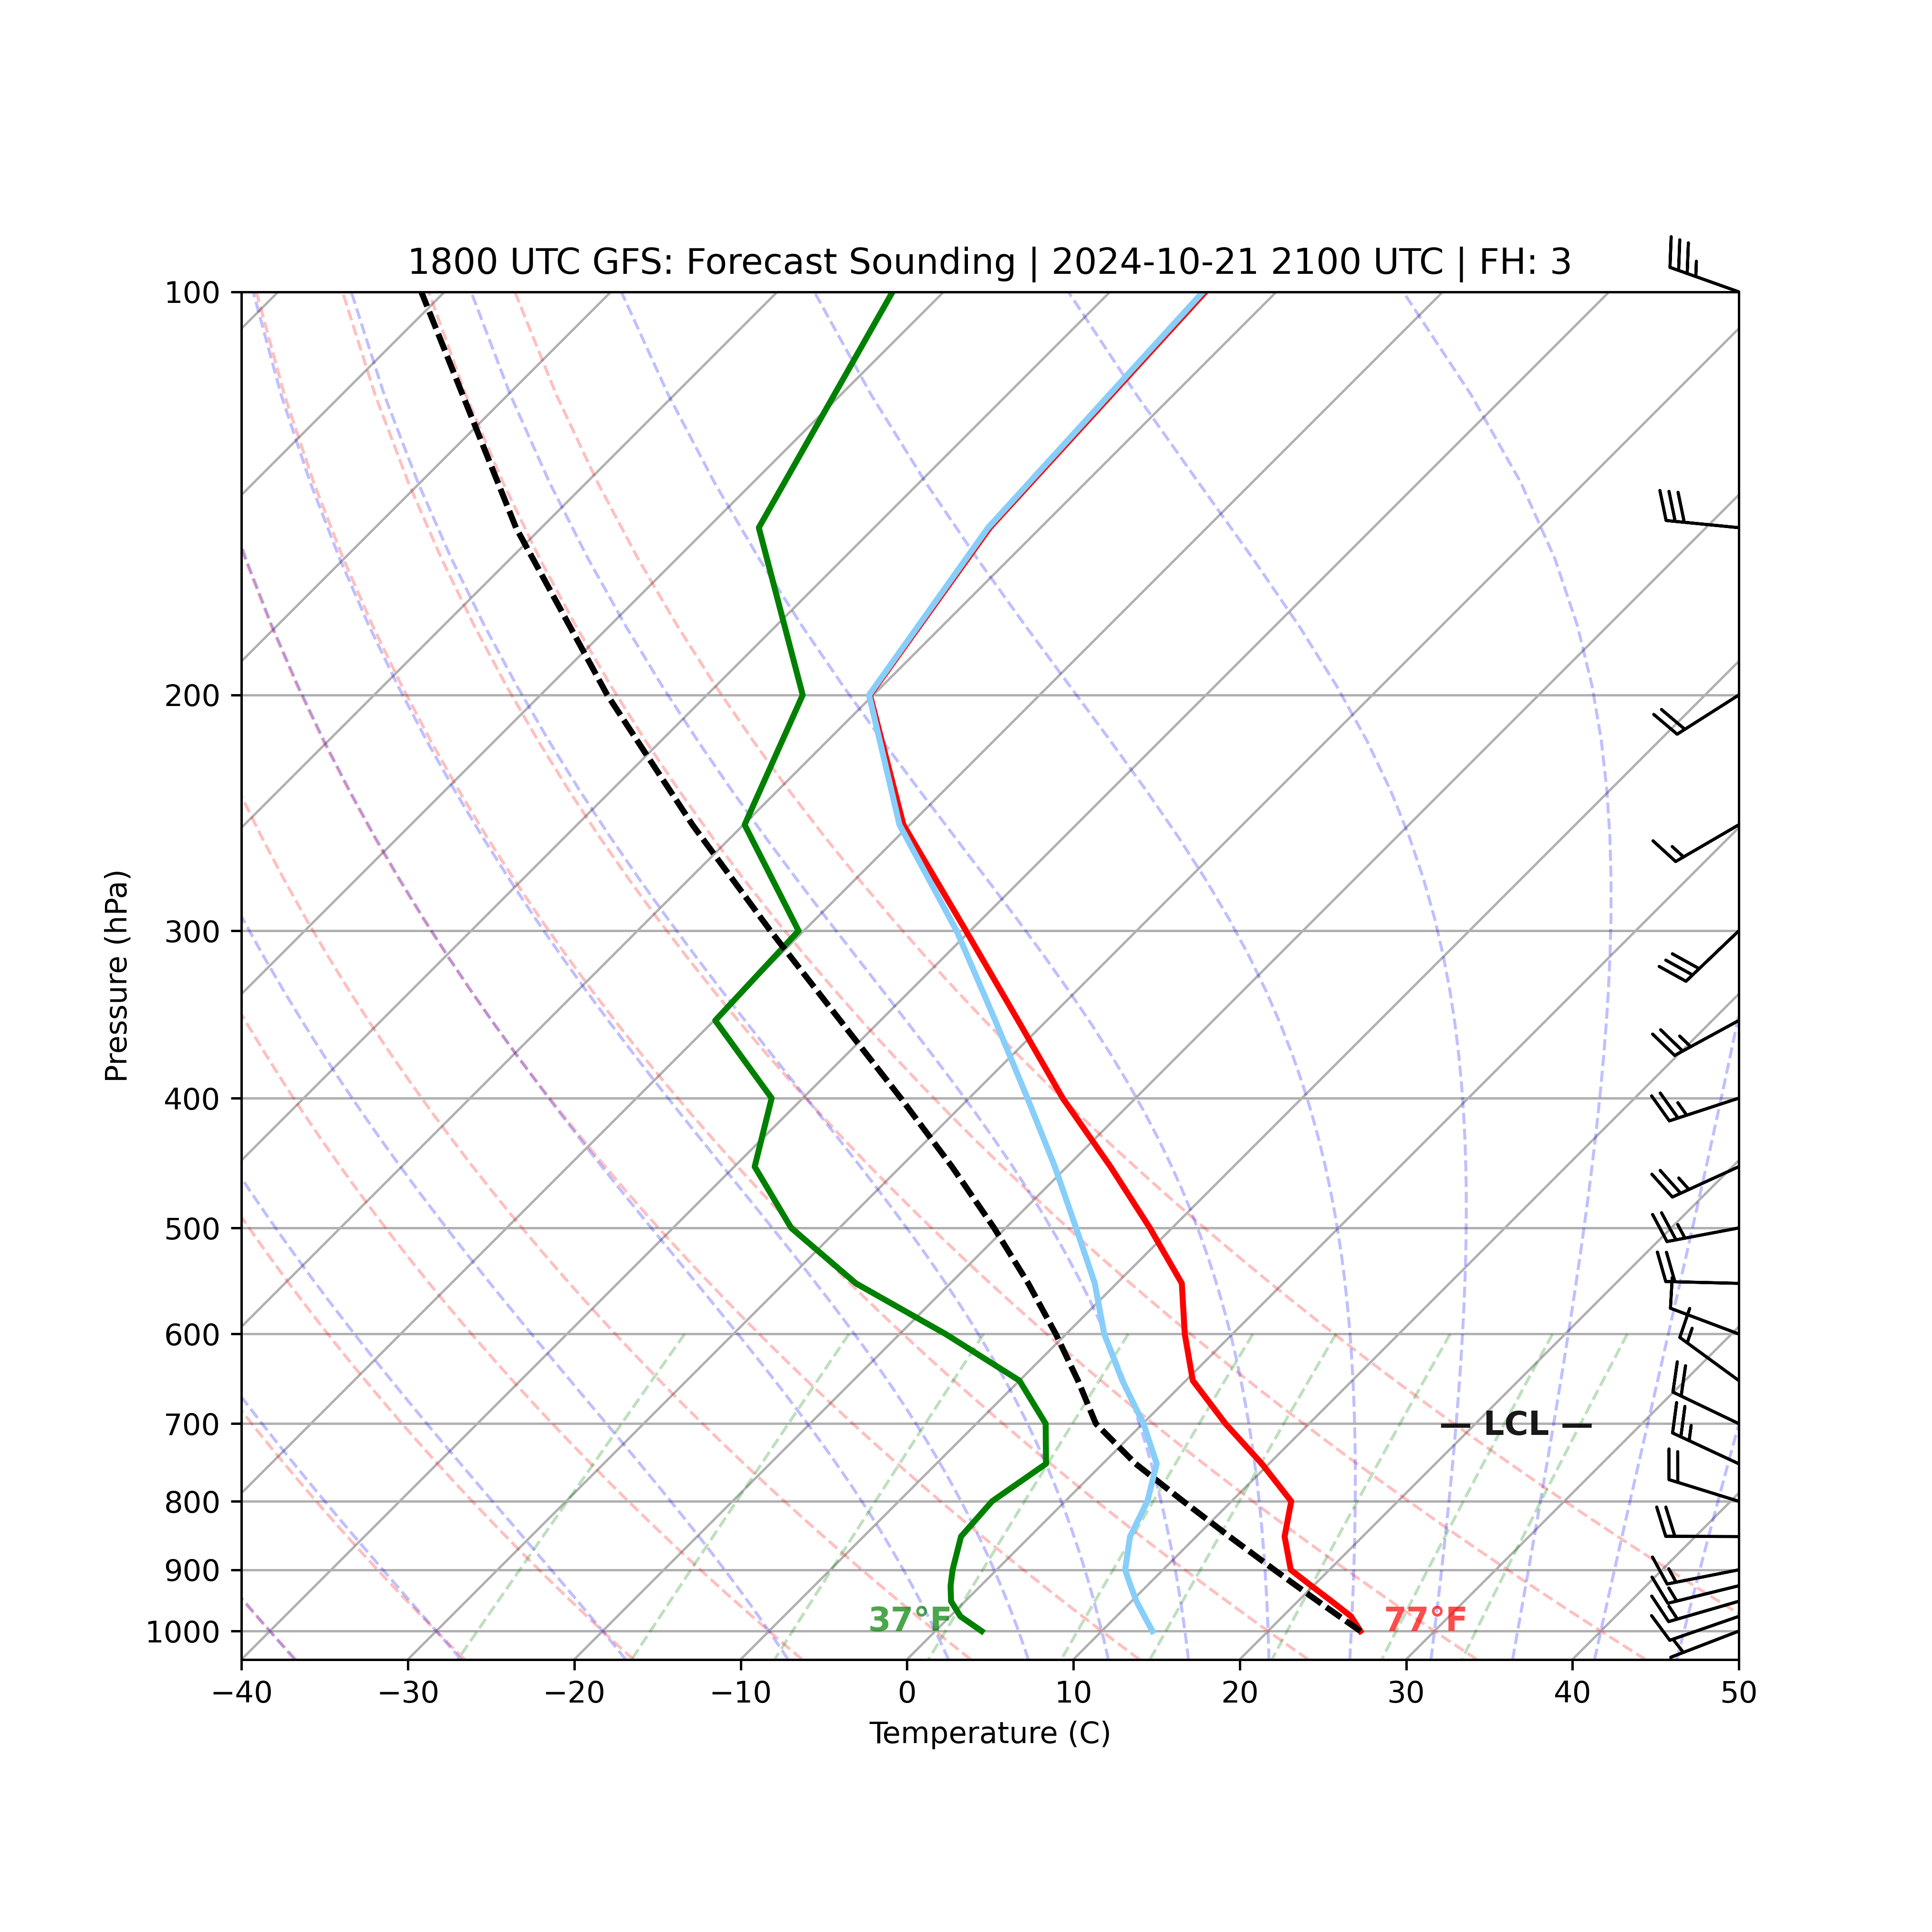 1800 UTC GFS: Forecast Sounding | 2024-10-21 2100 UTC | FH: 3
100
200
300
400
500
600
700
800
900
1000
Pressure (hPa)
— LCL —
37°F
77°F
−40 −30 −20 −10 0 10 20 30 40 50
Temperature (C)